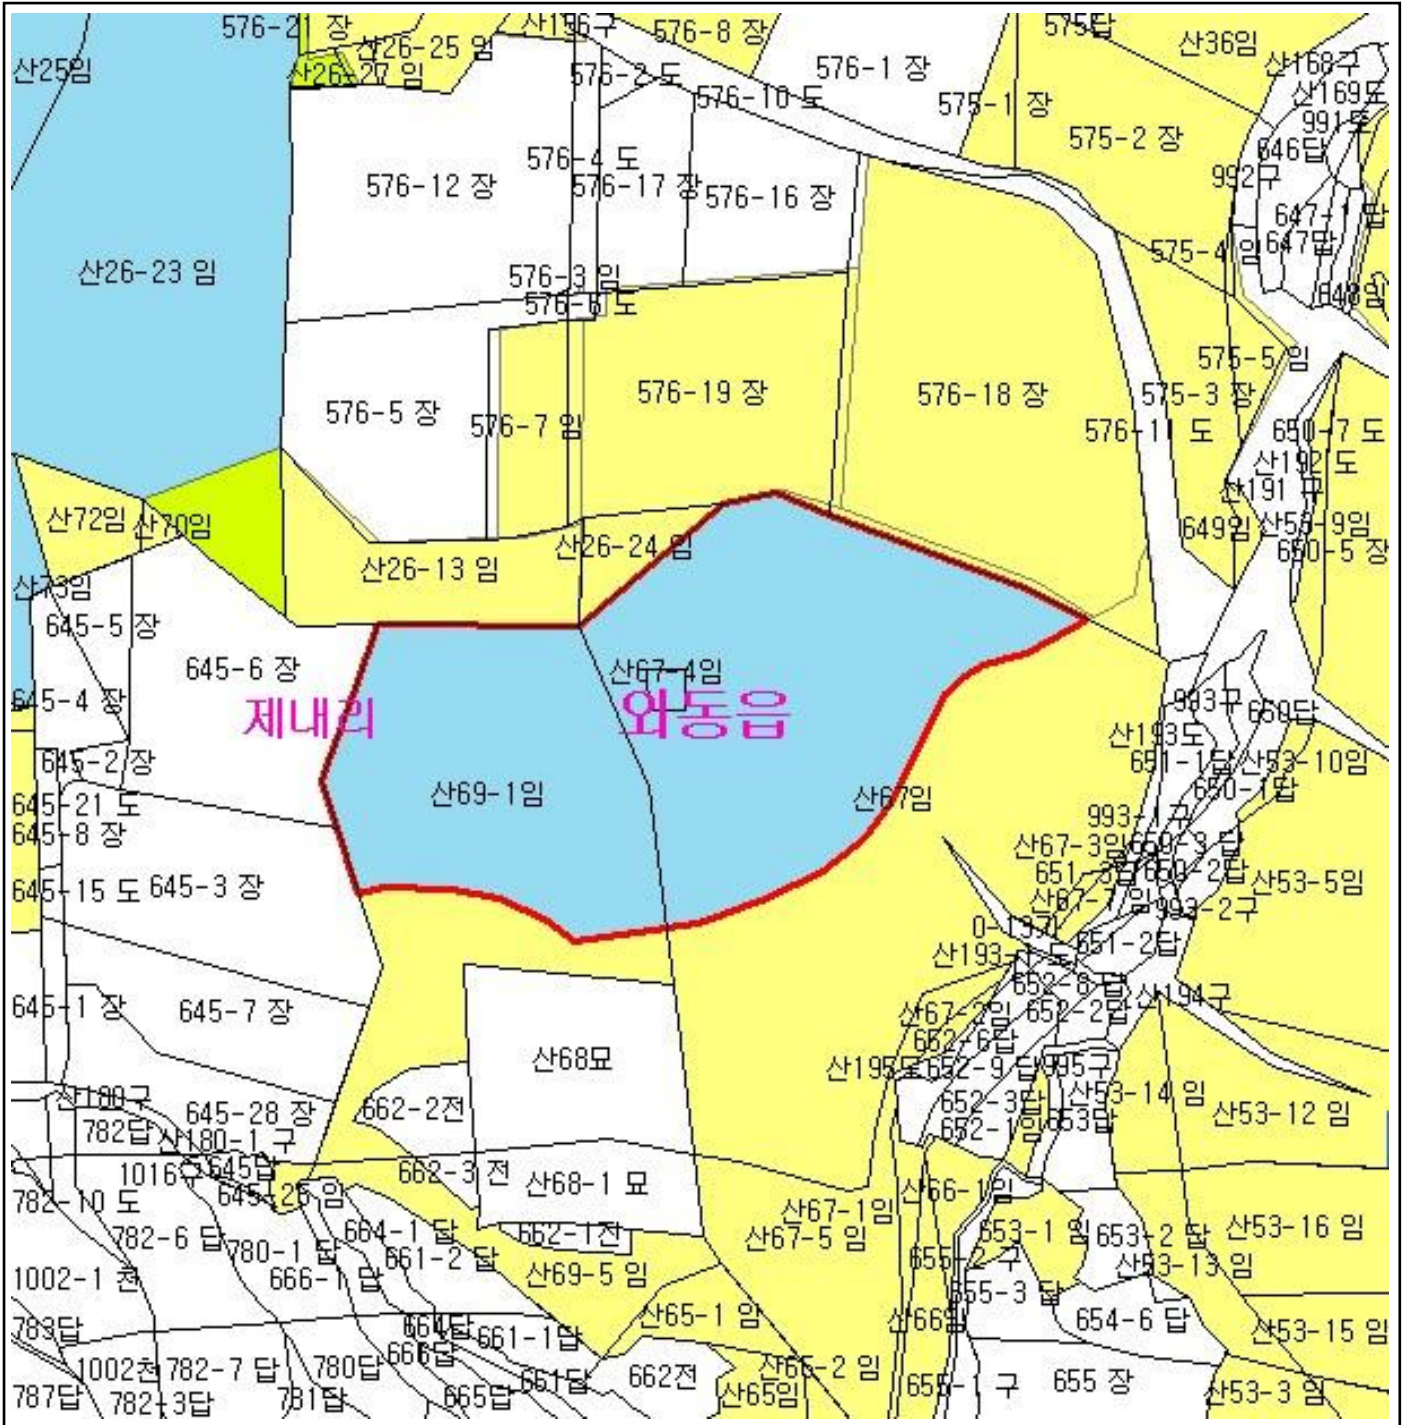 576-21 장
산26-25 임
산156구
576-8 장
575답
산36임
산25임
산26-27 임
576-2 도
576-1 장
산168구
576-10 도
575-1 장
산169도
991도
575-2 장
646답
576-4 도
576-12 장
576-17 장
576-16 장
992구
647-1 답
647답
575-4 임
산26-23 임
576-3 임
576-6 도
648임
575-5 임
576-19 장
576-18 장
575-3 장
576-5 장
576-7 임
576-11 도
650-7 도
산192 도
산191 구
산72임
산70임
649임
산53-9임
산26-24 임
650-5 장
산26-13 임
산73임
645-5 장
645-6 장
산67-4임
645-4 장
제내리
외동읍
993구
660답
산193도
645-2 장
651-1답
산53-10임
산69-1임
산67임
650-1답
645-21 도
993-1 구
645-8 장
산67-3임
650-3 답
651-3답
650-2답
645-15 도
645-3 장
산53-5임
산67-7 임
993-2구
651-2답
652-8 답
산194구
645-1 장
645-7 장
산67-2임
652-2답
652-6답
산68묘
산195도
652-9 답
995구
산180구
산53-14 임
645-28 장
662-2전
652-3답
산53-12 임
782답
산180-1 구
652-1임
653답
1016구
645답
662-3 전
산68-1 묘
산66-1임
782-10 도
645-25 임
산67-1임
782-6 답
664-1 답
662-1전
653-1 임
653-2 답
산53-16 임
780-1 답
661-2 답
산67-5 임
655-2 구
산53-13 임
1002-1 천
666-1 답
산69-5 임
655-3 답
산65-1 임
산66임
654-6 답
783답
664답
661-1답
산53-15 임
666답
1002천
782-7 답
780답
662전
산65-2 임
661답
655 장
787답
782-3답
781답
665답
산65임
산53-3 임